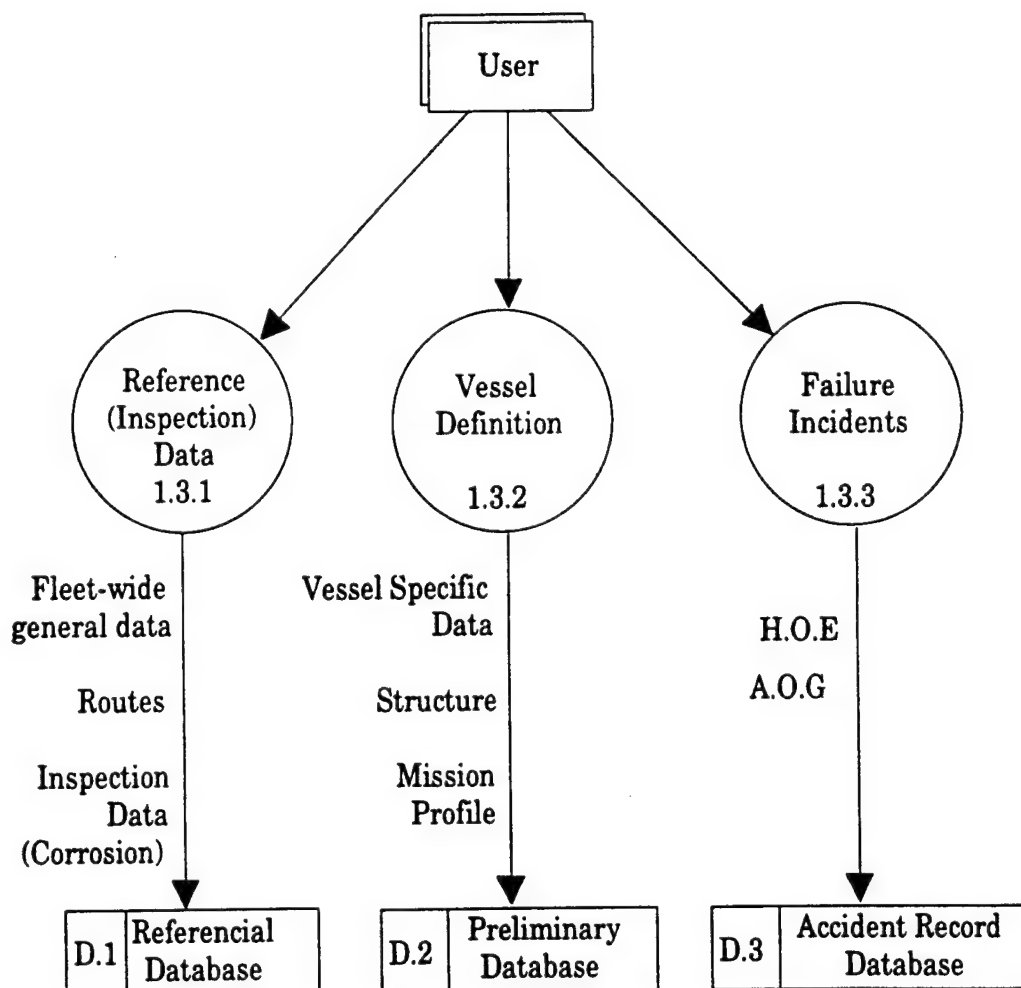 User
Reference
(Inspection)
Data
1.3.1
Vessel
Definition
1.3.2
Failure
Incidents
1.3.3
Fleet-wide
general data
Routes
Inspection
Data
(Corrosion)
Vessel Specific
Data
Structure
Mission
Profile
H.O.E
A.O.G
D.1
Referencial
Database
D.2
Preliminary
Database
D.3
Accident Record
Database